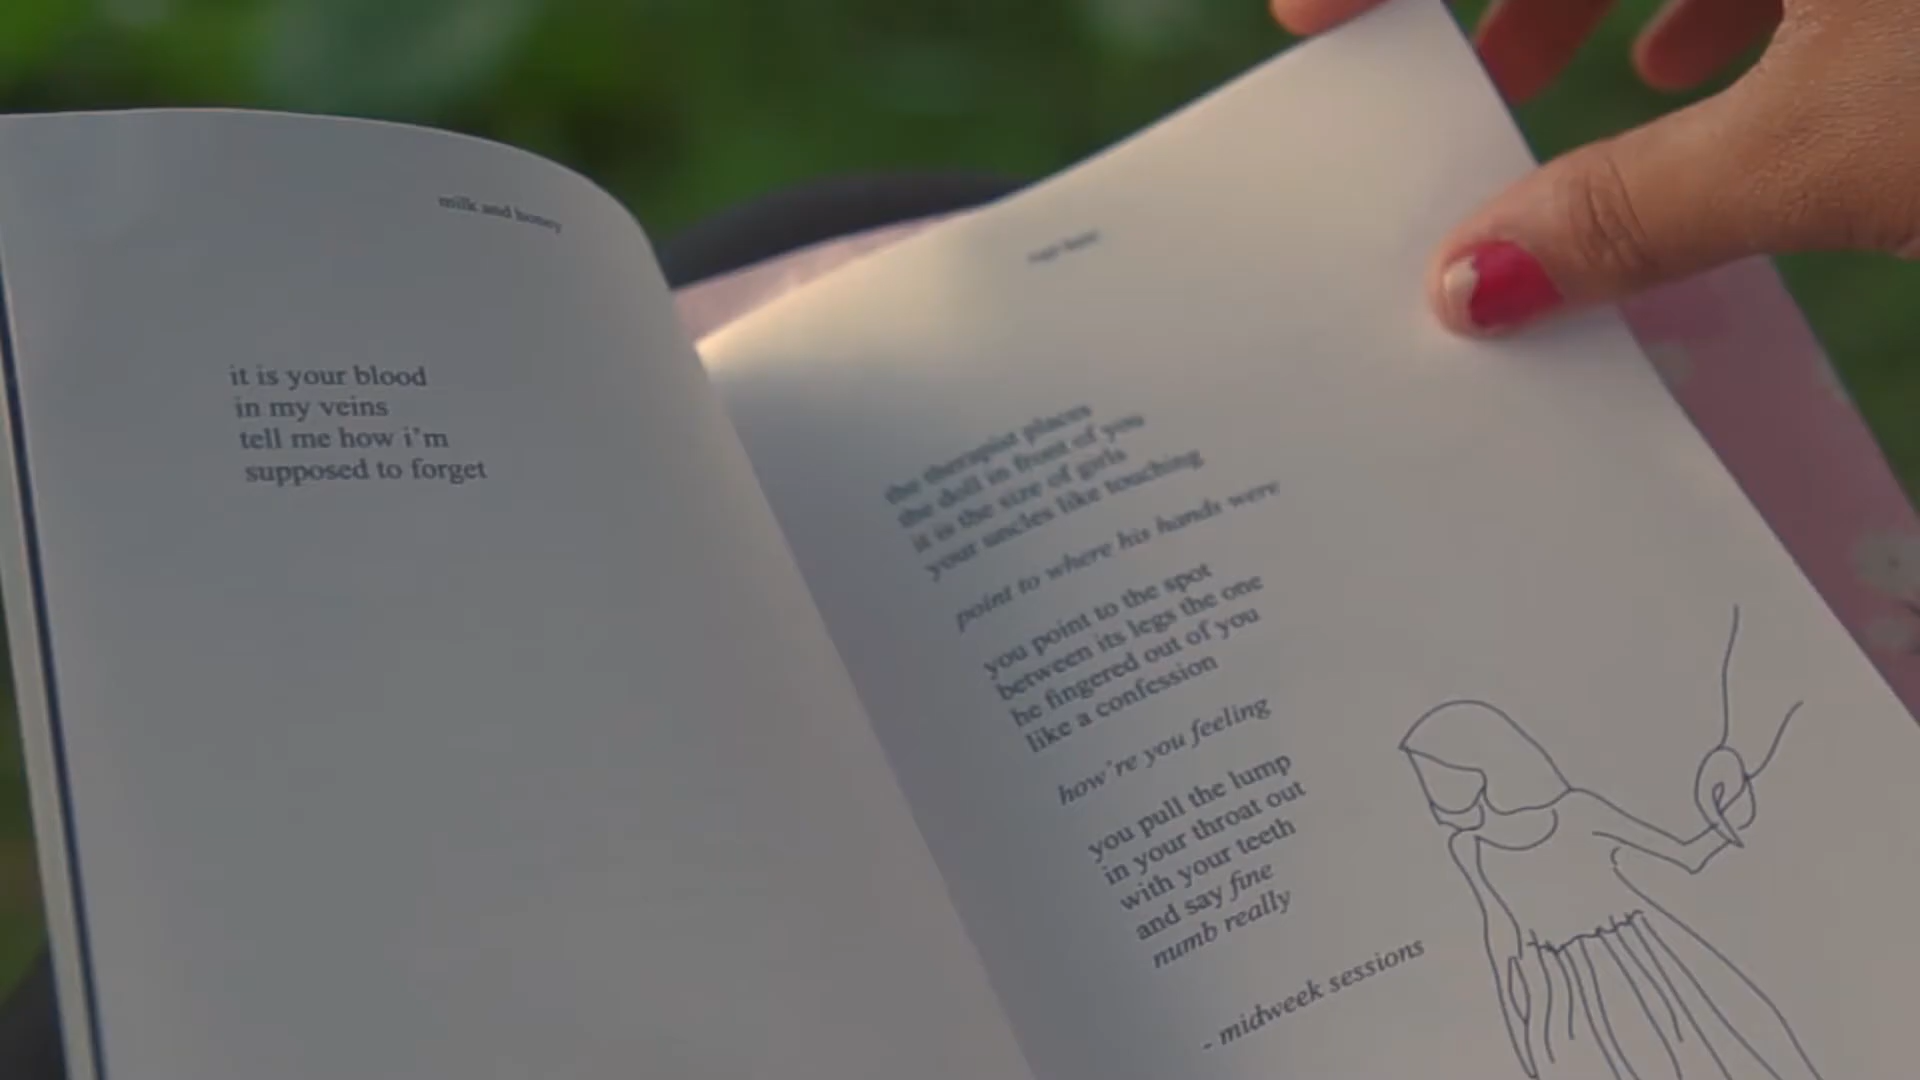 milk and honey
it is your blood
in my veins
tell me how i'm
supposed to forget
rupi kaur
the therapist places
the doll in front of you
it is the size of girls
your uncles like touching
point to where his hands were
you point to the spot
between its legs the one
he fingered out of you
like a confession
how're you feeling
you pull the lump
in your throat out
with your teeth
and say fine
numb really
- midweek sessions